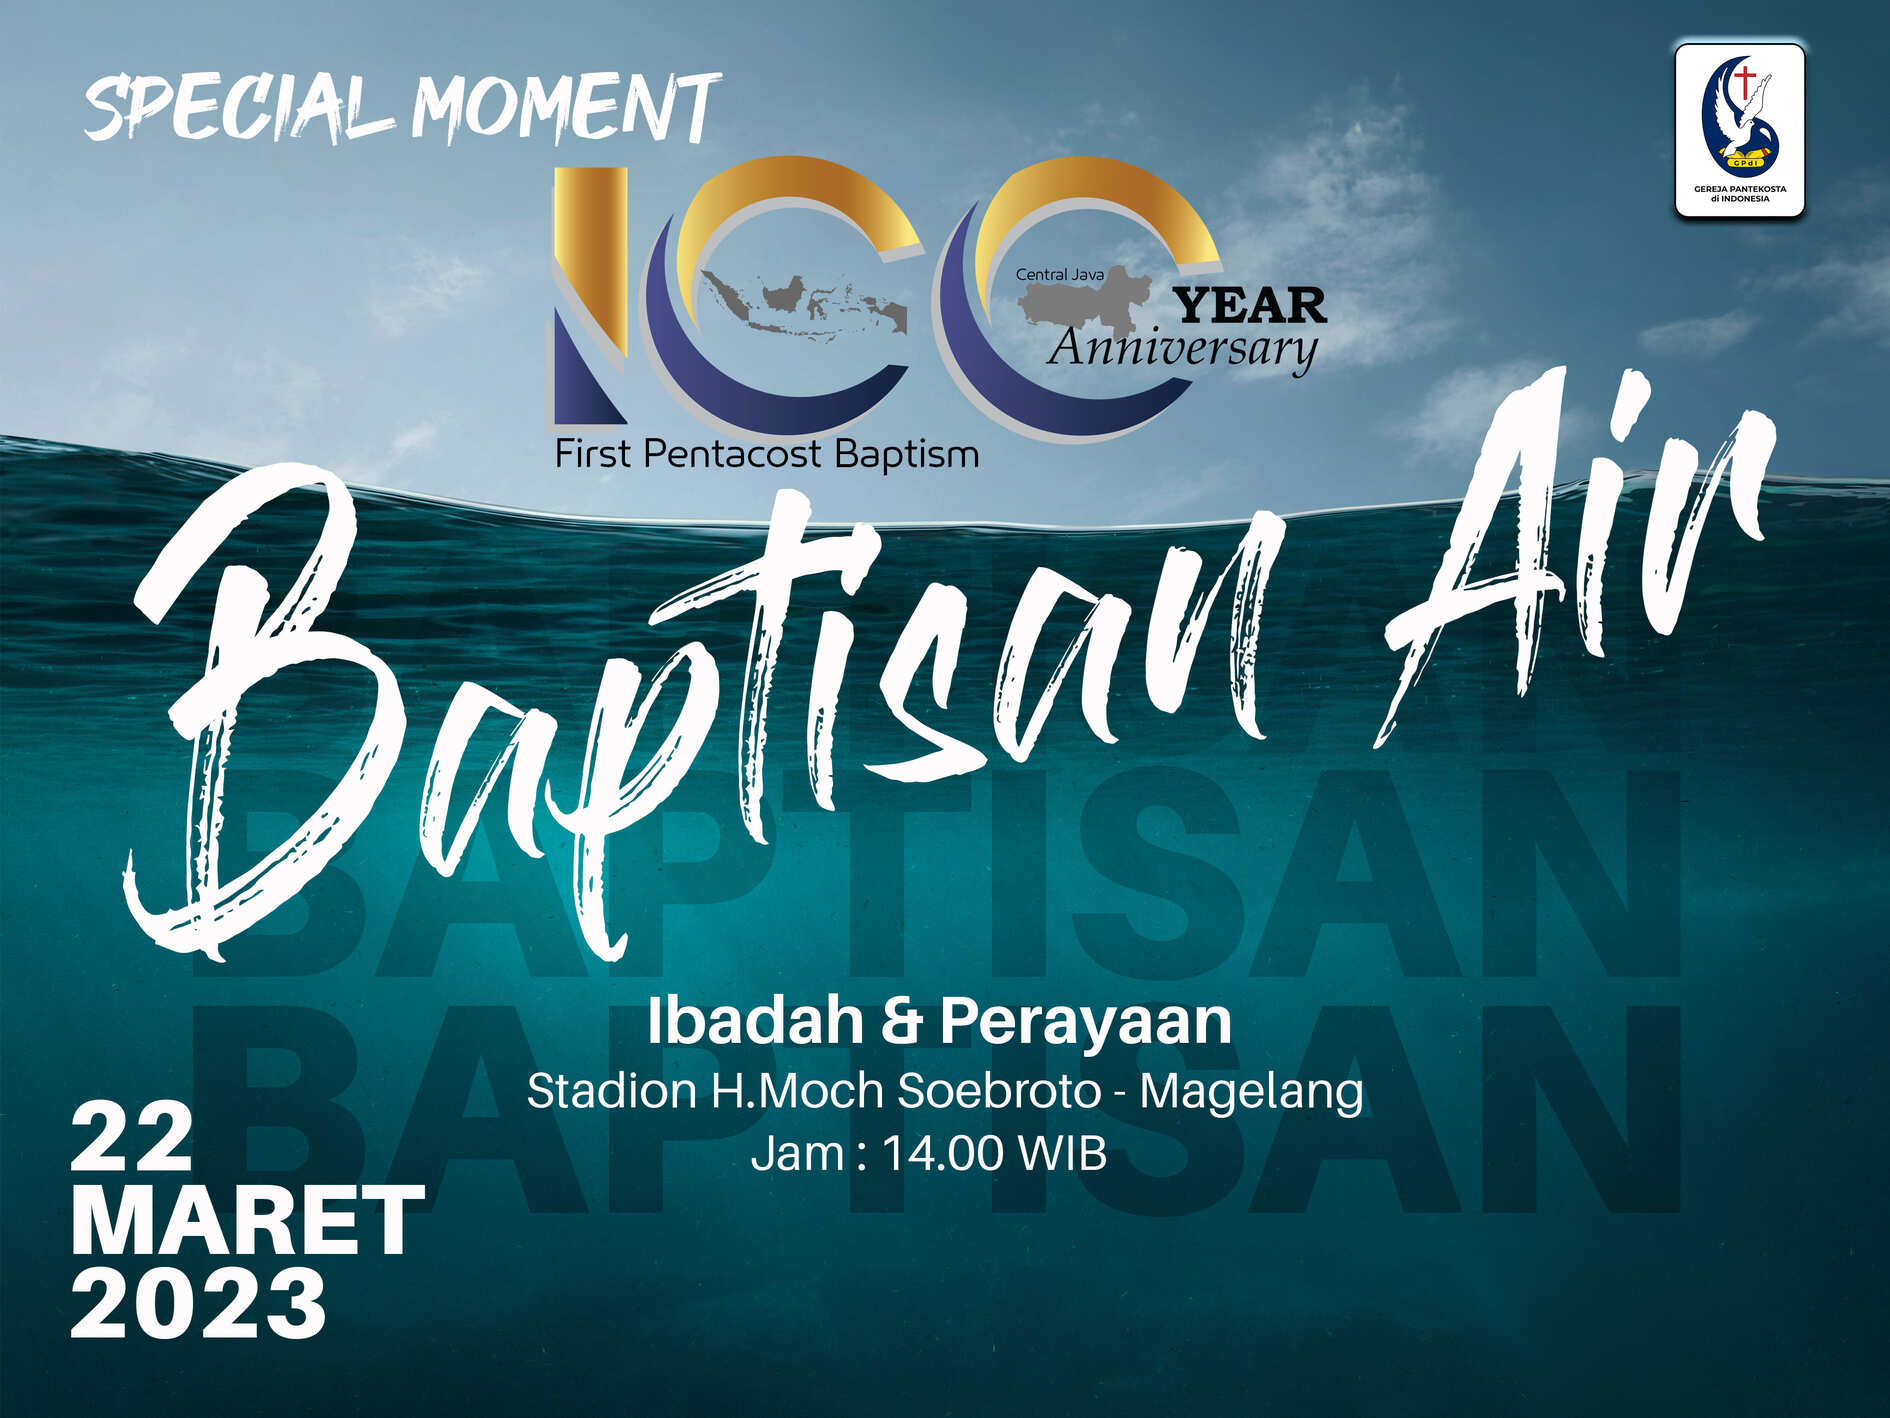 SPECIAL MOMENT
GPdI
GEREJA PANTEKOSTA
di INDONESIA
100
Central Java
YEAR
Anniversary
First Pentacost Baptism
Baptisan Air
BAPTISAN
BAPTISAN
BAPTISAN
Ibadah & Perayaan
Stadion H.Moch Soebroto - Magelang
Jam : 14.00 WIB
22
MARET
2023